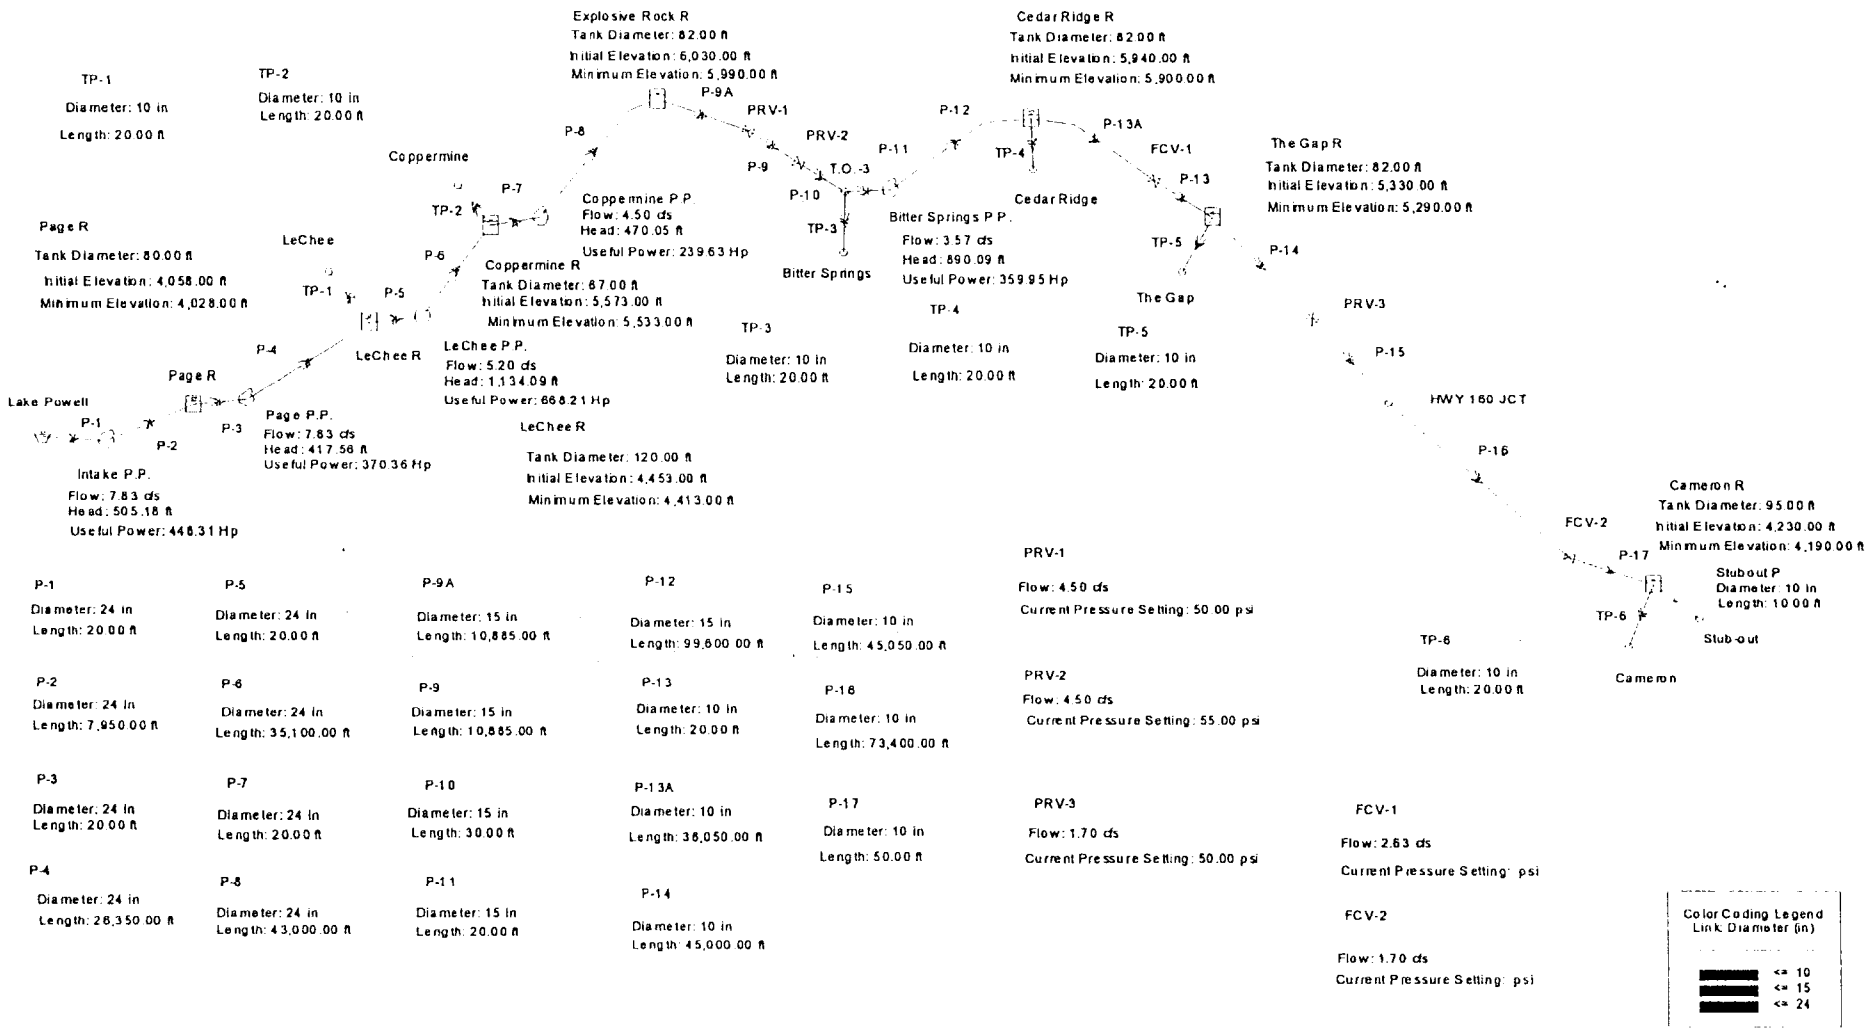 Explosive Rock R
Tank Diameter: 82.00 ft
Initial Elevation: 6,030.00 ft
Minimum Elevation: 5,990.00 ft
Cedar Ridge R
Tank Diameter: 82.00 ft
Initial Elevation: 5,940.00 ft
Minimum Elevation: 5,900.00 ft
TP-1
Diameter: 10 in
Length: 20.00 ft
TP-2
Diameter: 10 in
Length: 20.00 ft
P-9A
PRV-1
PRV-2
P-8
P-9
T.O.-3
P-10
P-11
P-12
TP-4
Cedar Ridge
P-13A
FCV-1
P-13
The Gap R
Tank Diameter: 82.00 ft
Initial Elevation: 5,330.00 ft
Minimum Elevation: 5,290.00 ft
Coppermine
P-7
TP-2
Coppermine P.P.
Flow: 4.50 cfs
Head: 470.05 ft
Useful Power: 239.63 Hp
TP-3
Bitter Springs
Bitter Springs P.P.
Flow: 3.57 cfs
Head: 890.09 ft
Useful Power: 359.95 Hp
TP-5
The Gap
P-14
Page R
Tank Diameter: 80.00 ft
Initial Elevation: 4,058.00 ft
Minimum Elevation: 4,028.00 ft
LeChee
TP-1
P-5
P-6
Coppermine R
Tank Diameter: 67.00 ft
Initial Elevation: 5,573.00 ft
Minimum Elevation: 5,533.00 ft
TP-3
Diameter: 10 in
Length: 20.00 ft
TP-4
Diameter: 10 in
Length: 20.00 ft
TP-5
Diameter: 10 in
Length: 20.00 ft
PRV-3
P-15
P-4
LeChee R
LeChee P.P.
Flow: 5.20 cfs
Head: 1,134.09 ft
Useful Power: 668.21 Hp
Page R
Lake Powell
P-1
P-2
P-3
Page P.P.
Flow: 7.83 cfs
Head: 417.56 ft
Useful Power: 370.36 Hp
LeChee R
Tank Diameter: 120.00 ft
Initial Elevation: 4,453.00 ft
Minimum Elevation: 4,413.00 ft
Intake P.P.
Flow: 7.83 cfs
Head: 505.18 ft
Useful Power: 448.31 Hp
HWY 160 JCT
P-16
Cameron R
Tank Diameter: 95.00 ft
Initial Elevation: 4,230.00 ft
Minimum Elevation: 4,190.00 ft
FCV-2
P-17
Stubout P
Diameter: 10 in
Length: 10.00 ft
TP-6
Stub-out
Cameron
TP-6
Diameter: 10 in
Length: 20.00 ft
P-1
Diameter: 24 in
Length: 20.00 ft
P-5
Diameter: 24 in
Length: 20.00 ft
P-9A
Diameter: 15 in
Length: 10,885.00 ft
P-12
Diameter: 15 in
Length: 99,600.00 ft
P-15
Diameter: 10 in
Length: 45,050.00 ft
PRV-1
Flow: 4.50 cfs
Current Pressure Setting: 50.00 psi
P-2
Diameter: 24 in
Length: 7,950.00 ft
P-6
Diameter: 24 in
Length: 35,100.00 ft
P-9
Diameter: 15 in
Length: 10,885.00 ft
P-13
Diameter: 10 in
Length: 20.00 ft
P-16
Diameter: 10 in
Length: 73,400.00 ft
PRV-2
Flow: 4.50 cfs
Current Pressure Setting: 55.00 psi
P-3
Diameter: 24 in
Length: 20.00 ft
P-7
Diameter: 24 in
Length: 20.00 ft
P-10
Diameter: 15 in
Length: 30.00 ft
P-13A
Diameter: 10 in
Length: 36,050.00 ft
P-17
Diameter: 10 in
Length: 50.00 ft
PRV-3
Flow: 1.70 cfs
Current Pressure Setting: 50.00 psi
FCV-1
Flow: 2.63 cfs
Current Pressure Setting: psi
P-4
Diameter: 24 in
Length: 26,350.00 ft
P-8
Diameter: 24 in
Length: 43,000.00 ft
P-11
Diameter: 15 in
Length: 20.00 ft
P-14
Diameter: 10 in
Length: 45,000.00 ft
FCV-2
Flow: 1.70 cfs
Current Pressure Setting: psi
Color Coding Legend
Link: Diameter (in)
<= 10
<= 15
<= 24